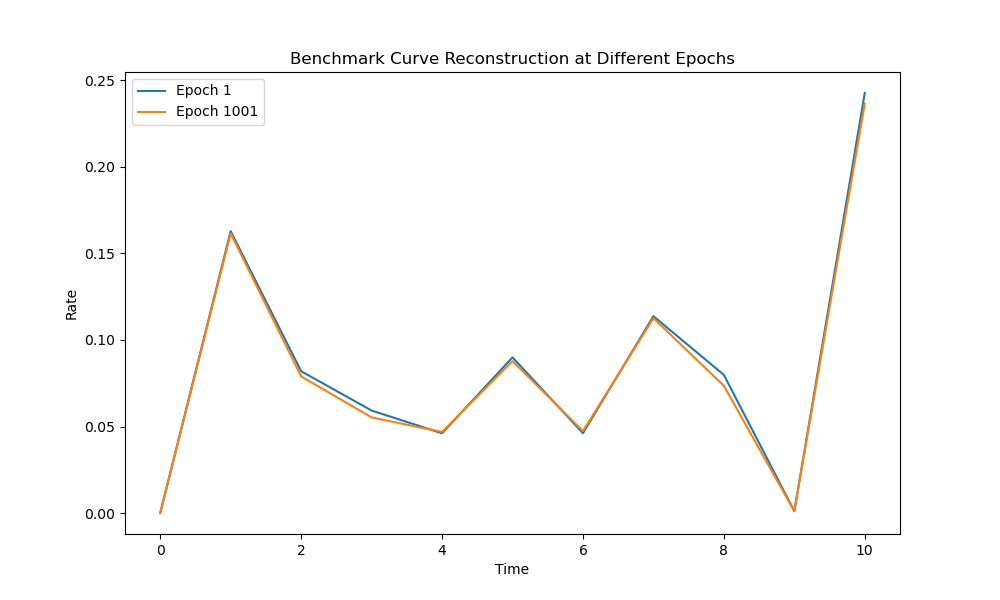 Benchmark Curve Reconstruction at Different Epochs
Epoch 1
Epoch 1001
0.25
0.20
0.15
0.10
0.05
0.00
Rate
0 2 4 6 8 10
Time